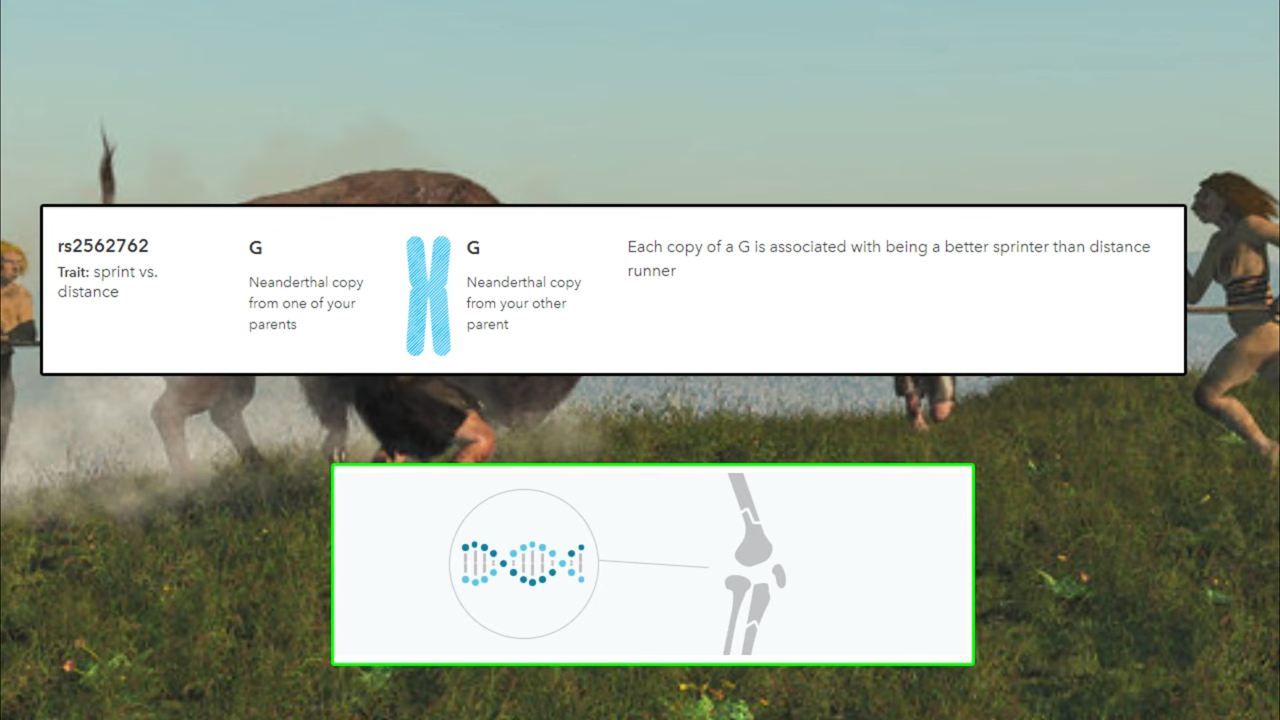 rs2562762
Trait: sprint vs.
distance
G
Neanderthal copy
from one of your
parents
G
Neanderthal copy
from your other
parent
Each copy of a G is associated with being a better sprinter than distance
runner